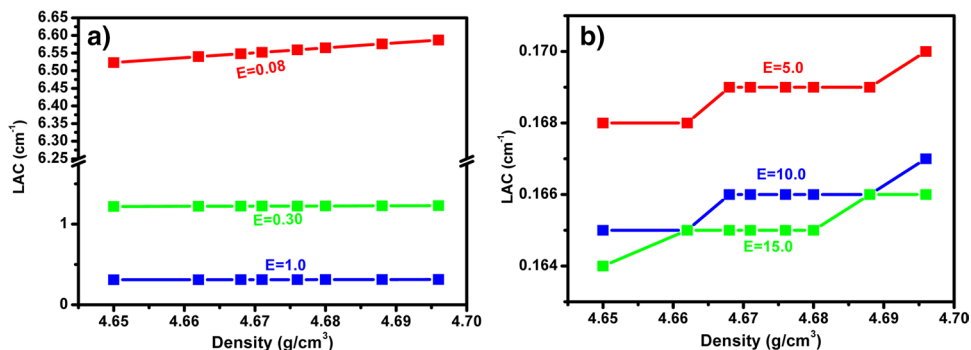 a)
6.65
6.60
6.55
6.50
6.45
6.40
6.35
6.30
6.25
1
0
LAC (cm⁻¹)
E=0.08
E=0.30
E=1.0
4.65 4.66 4.67 4.68 4.69 4.70
Density (g/cm³)
b)
0.170
0.168
0.166
0.164
LAC (cm⁻¹)
E=5.0
E=10.0
E=15.0
4.65 4.66 4.67 4.68 4.69 4.70
Density (g/cm³)